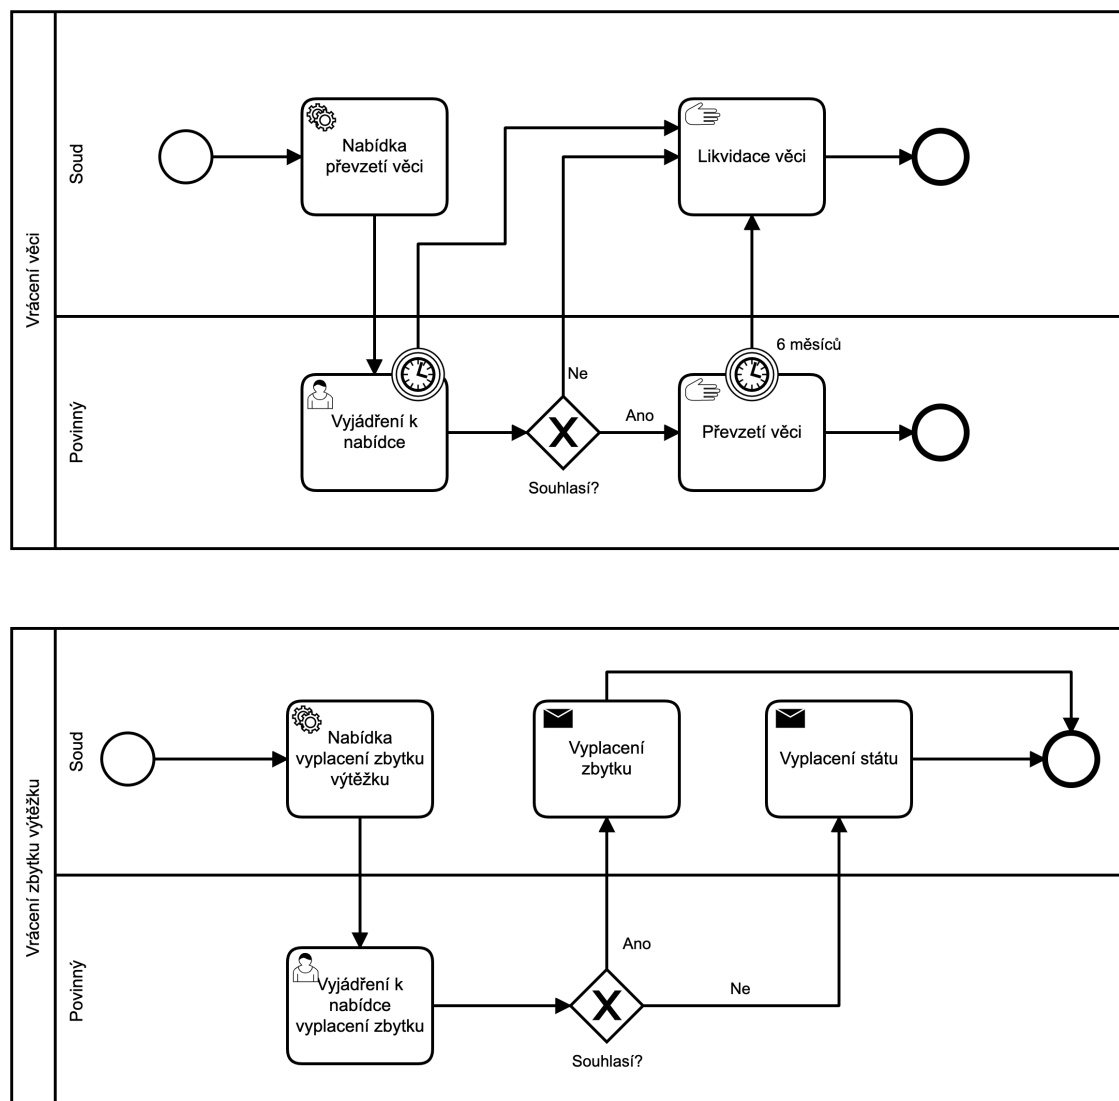 Vrácení věci
Soud
Nabídka
převzetí věci
Likvidace věci
Povinný
6 měsíců
Vyjádření k
nabídce
Ne
Ano
Souhlasí?
Převzetí věci
Vrácení zbytku výtěžku
Soud
Nabídka
vyplacení zbytku
výtěžku
Vyplacení
zbytku
Vyplacení státu
Povinný
Vyjádření k
nabídce
vyplacení zbytku
Ano
Ne
Souhlasí?